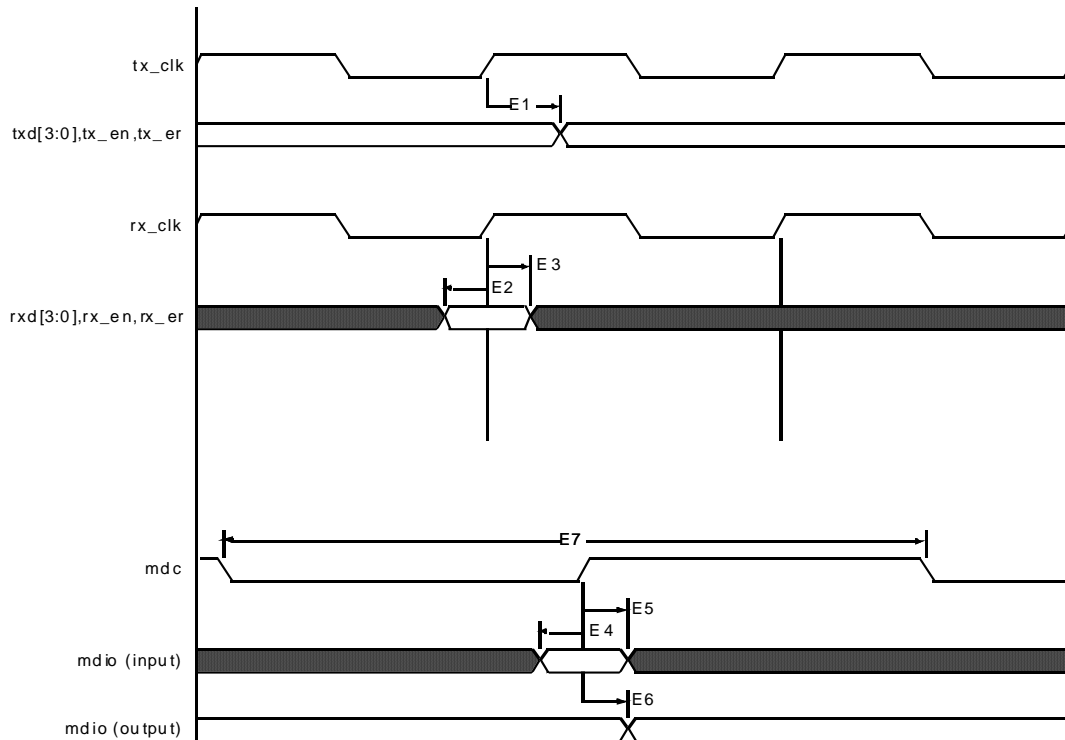 tx_clk
E1
txd[3:0],tx_en,tx_er
rx_clk
E3
E2
rxd[3:0],rx_en,rx_er
E7
mdc
E5
E4
mdio (input)
E6
mdio (output)